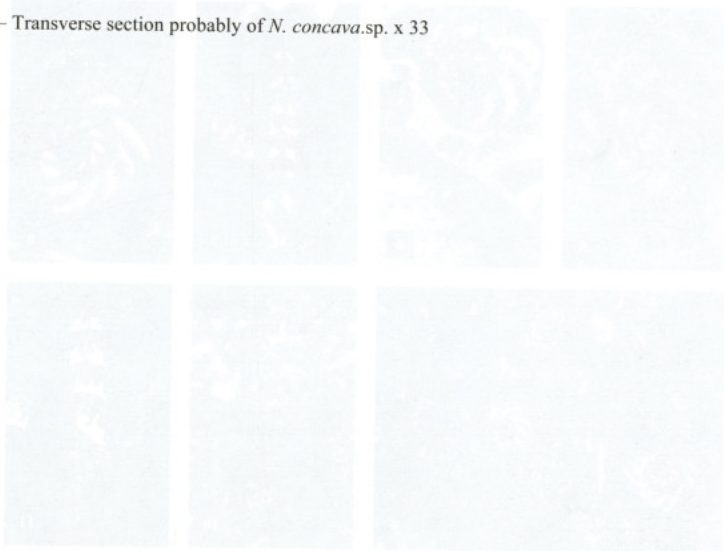 – Transverse section probably of N. concava.sp. x 33